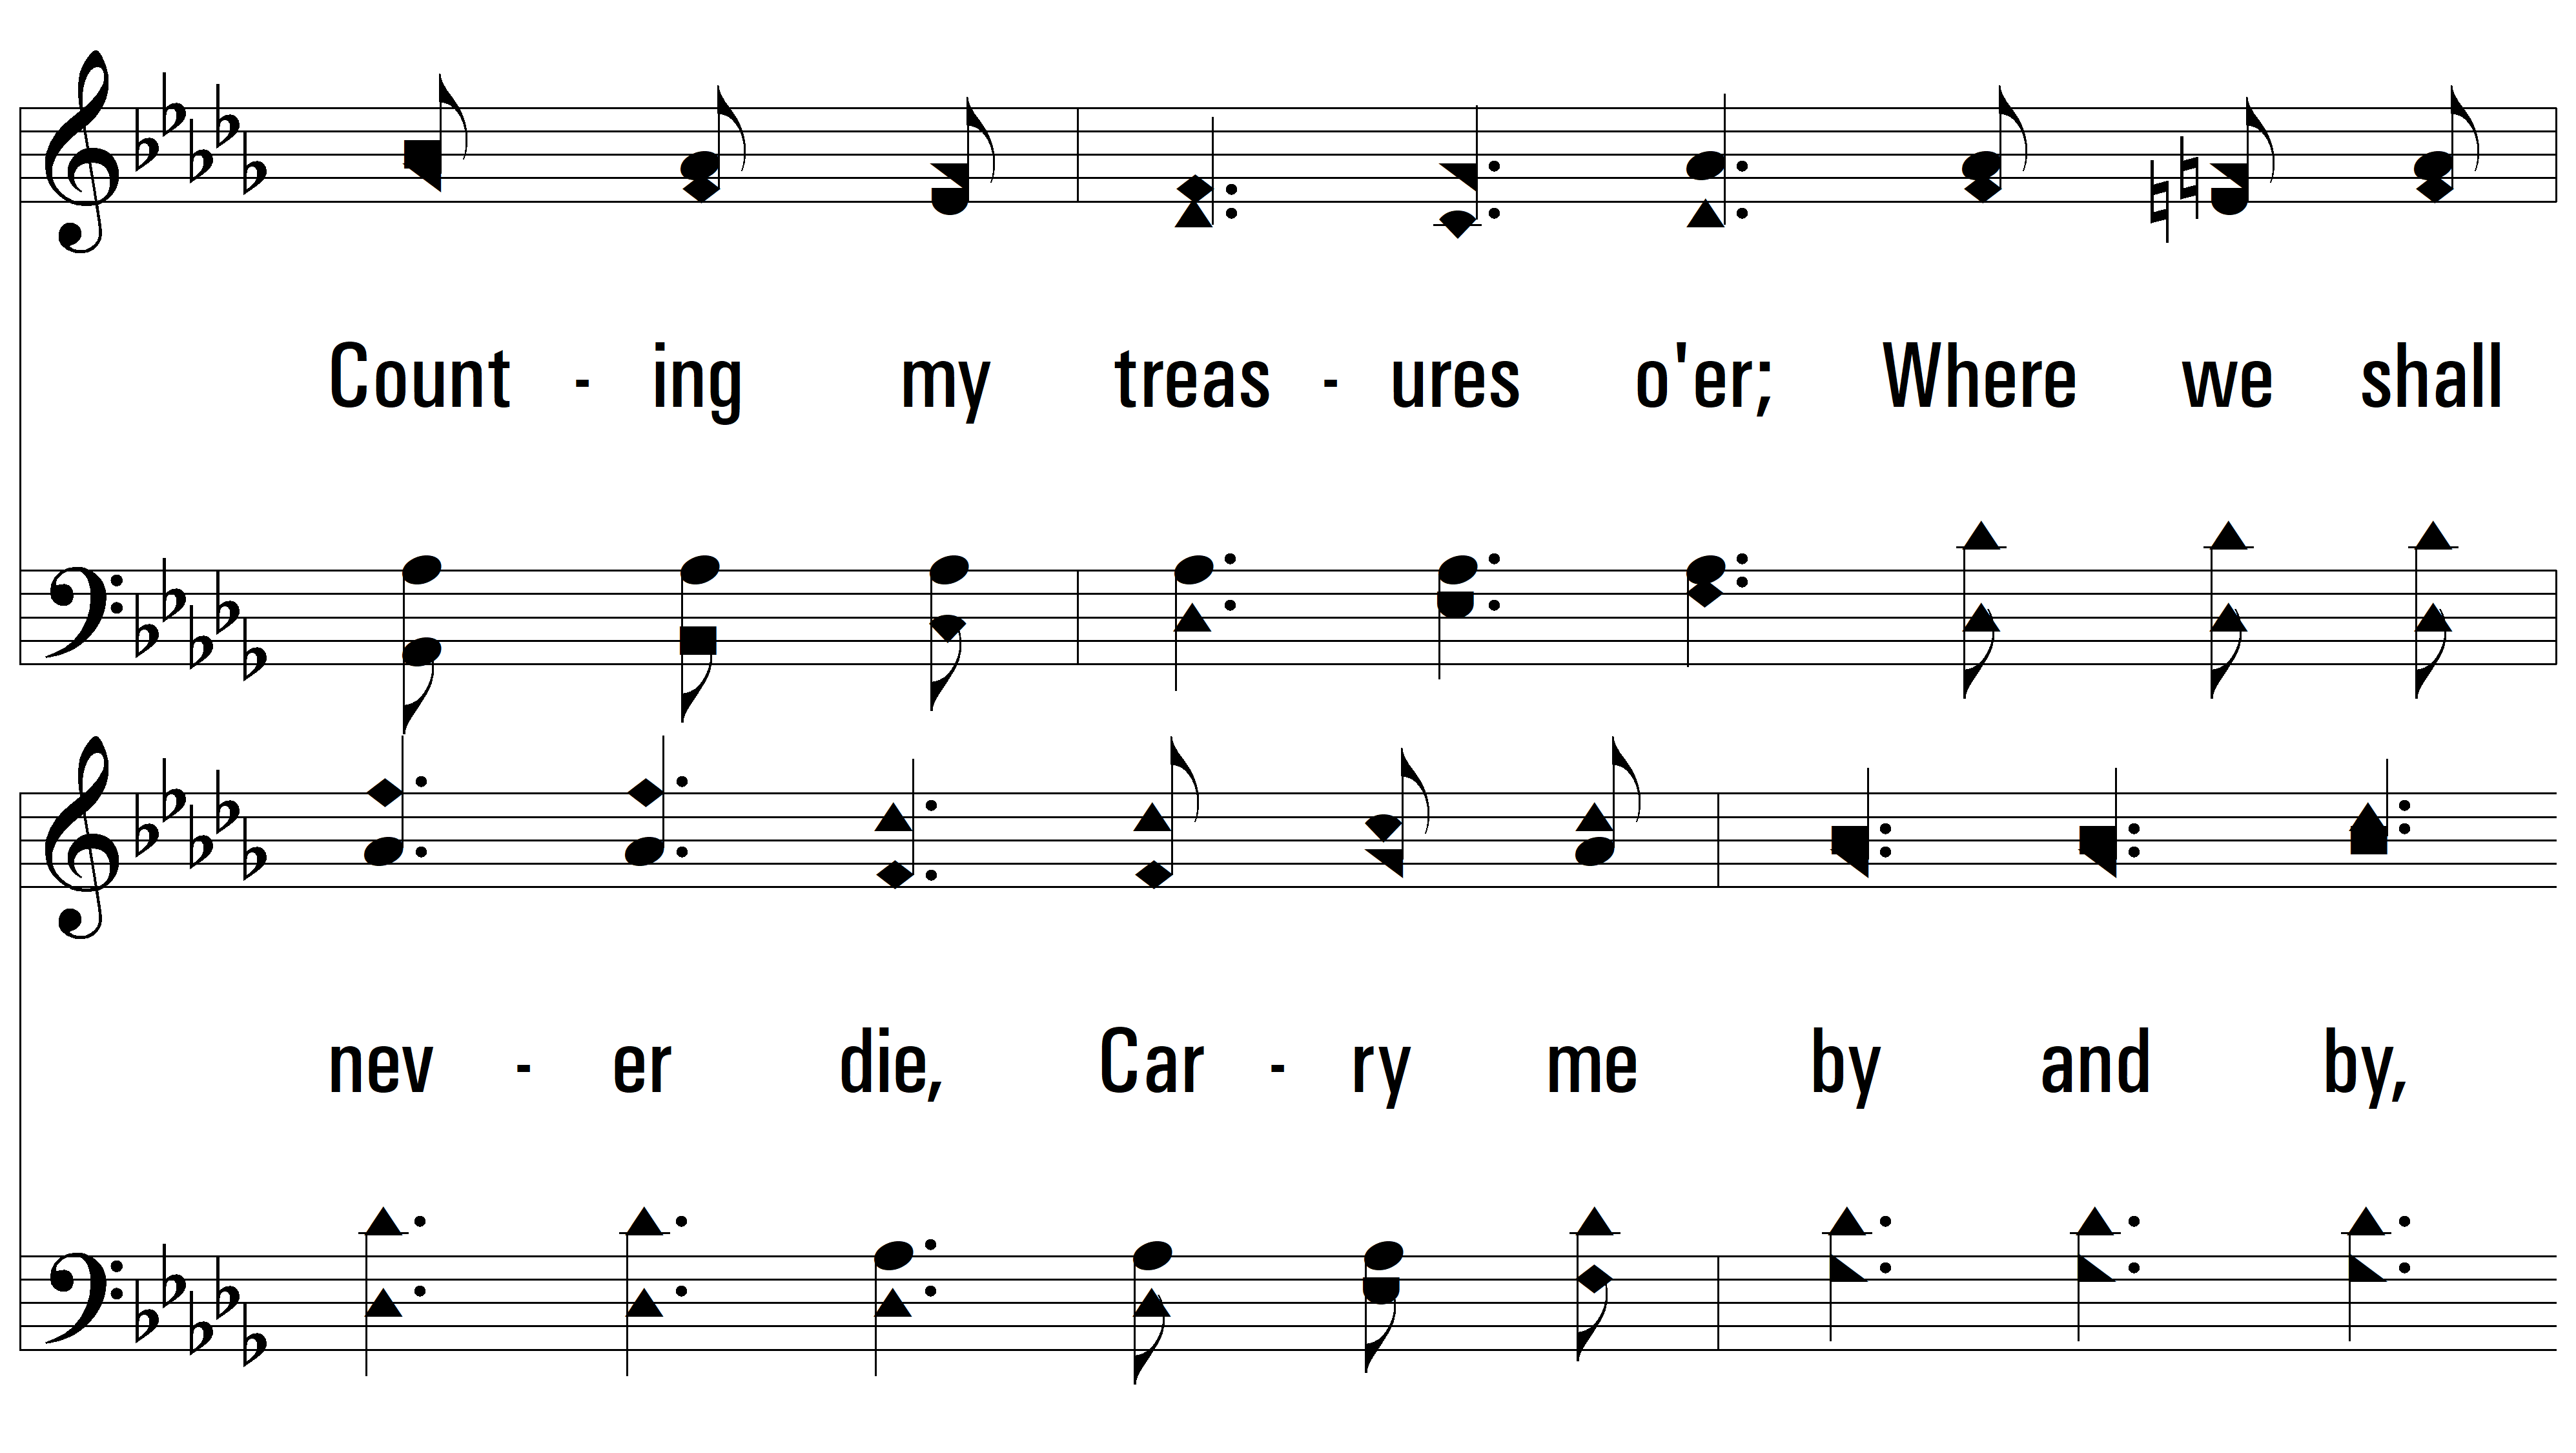 Count - ing my treas - ures o'er; Where we shall
nev - er die, Car - ry me by and by,